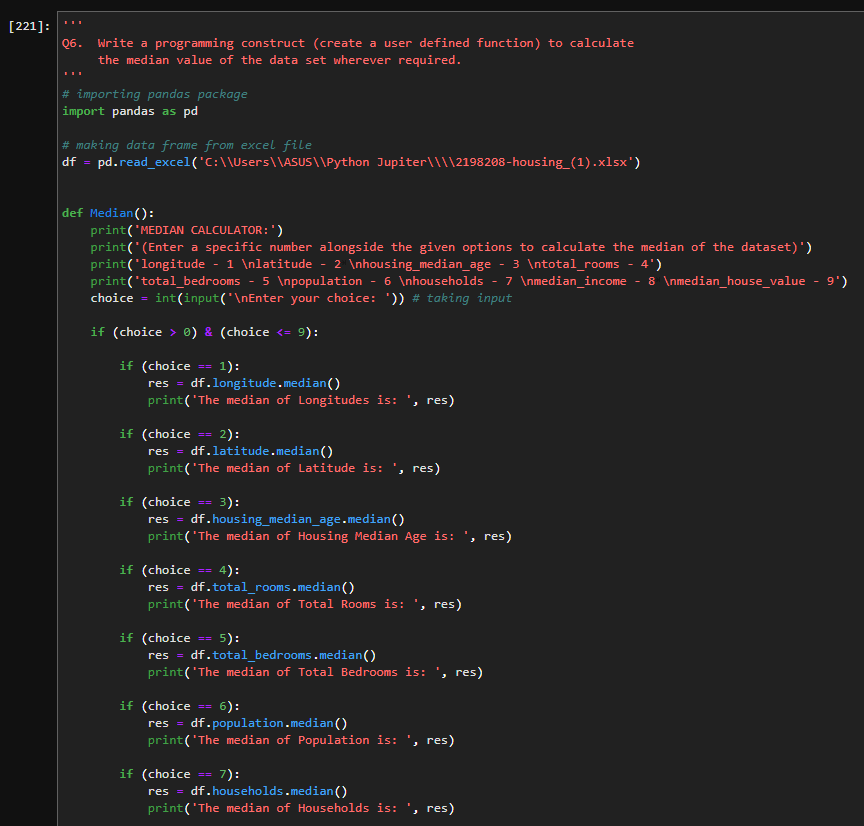 [221]: '''
Q6.  Write a programming construct (create a user defined function) to calculate
     the median value of the data set wherever required.
'''
# importing pandas package
import pandas as pd

# making data frame from excel file
df = pd.read_excel('C:\\Users\\ASUS\\Python Jupiter\\\\2198208-housing_(1).xlsx')


def Median():
    print('MEDIAN CALCULATOR:')
    print('(Enter a specific number alongside the given options to calculate the median of the dataset)')
    print('longitude - 1 \nlatitude - 2 \nhousing_median_age - 3 \ntotal_rooms - 4')
    print('total_bedrooms - 5 \npopulation - 6 \nhouseholds - 7 \nmedian_income - 8 \nmedian_house_value - 9')
    choice = int(input('\nEnter your choice: ')) # taking input

    if (choice > 0) & (choice <= 9):

        if (choice == 1):
            res = df.longitude.median()
            print('The median of Longitudes is: ', res)

        if (choice == 2):
            res = df.latitude.median()
            print('The median of Latitude is: ', res)

        if (choice == 3):
            res = df.housing_median_age.median()
            print('The median of Housing Median Age is: ', res)

        if (choice == 4):
            res = df.total_rooms.median()
            print('The median of Total Rooms is: ', res)

        if (choice == 5):
            res = df.total_bedrooms.median()
            print('The median of Total Bedrooms is: ', res)

        if (choice == 6):
            res = df.population.median()
            print('The median of Population is: ', res)

        if (choice == 7):
            res = df.households.median()
            print('The median of Households is: ', res)